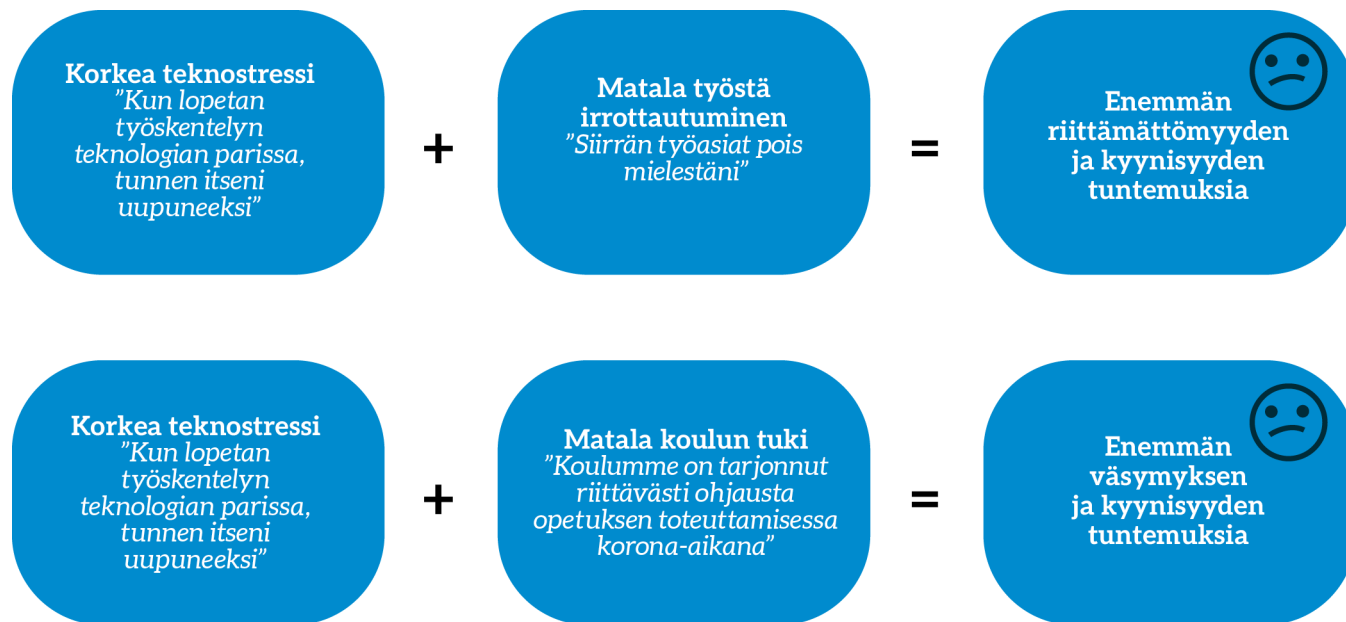 Korkea teknostressi
”Kun lopetan
työskentelyn
teknologian parissa,
tunnen itseni
uupuneeksi”
+
Matala työstä
irrottautuminen
”Siirrän työasiat pois
mielestäni”
=
Enemmän
riittämättömyyden
ja kyynisyyden
tuntemuksia
Korkea teknostressi
”Kun lopetan
työskentelyn
teknologian parissa,
tunnen itseni
uupuneeksi”
+
Matala koulun tuki
”Koulumme on tarjonnut
riittävästi ohjausta
opetuksen toteuttamisessa
korona-aikana”
=
Enemmän
väsymyksen
ja kyynisyyden
tuntemuksia